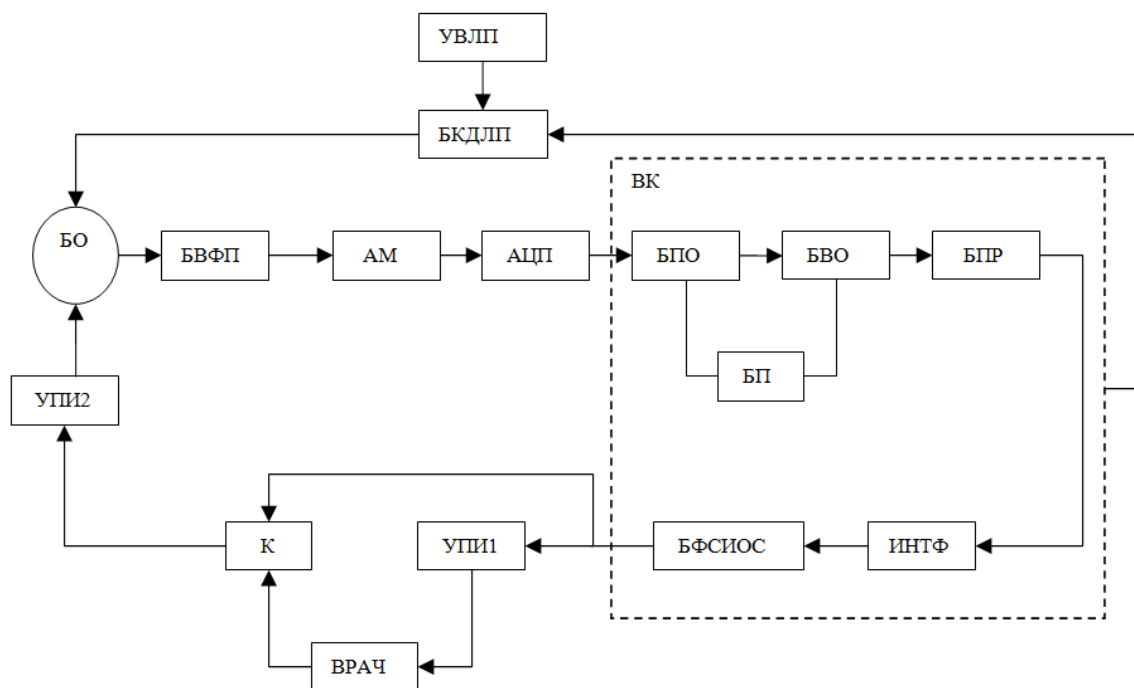 УВЛП
БКДЛП
ВК
БО
БВФП
АМ
АЦП
БПО
БВО
БПР
БП
УПИ2
К
УПИ1
БФСИОС
ИНТФ
ВРАЧ